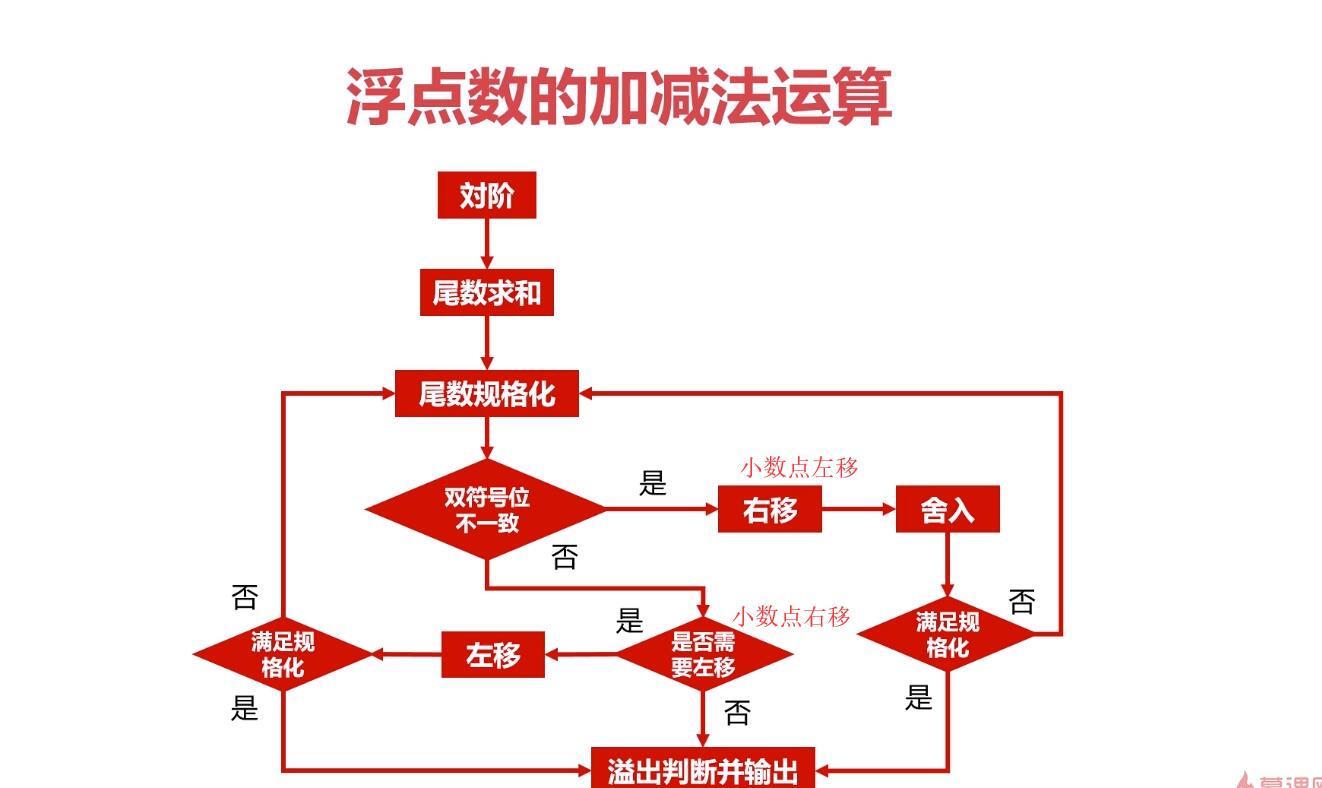 浮点数的加减法运算
对阶
尾数求和
尾数规格化
双符号位
不一致
是
小数点左移
右移
舍入
否
否
满足规
格化
是
左移
是
小数点右移
是否需
要左移
否
满足规
格化
否
是
溢出判断并输出
慕课网